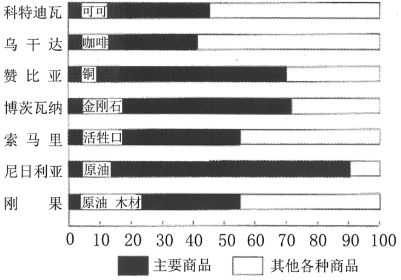 科特迪瓦 可可
乌干达 咖啡
赞比亚 铜
博茨瓦纳 金刚石
索马里 活牲口
尼日利亚 原油
刚果 原油 木材
0 10 20 30 40 50 60 70 80 90 100
主要商品 其他各种商品